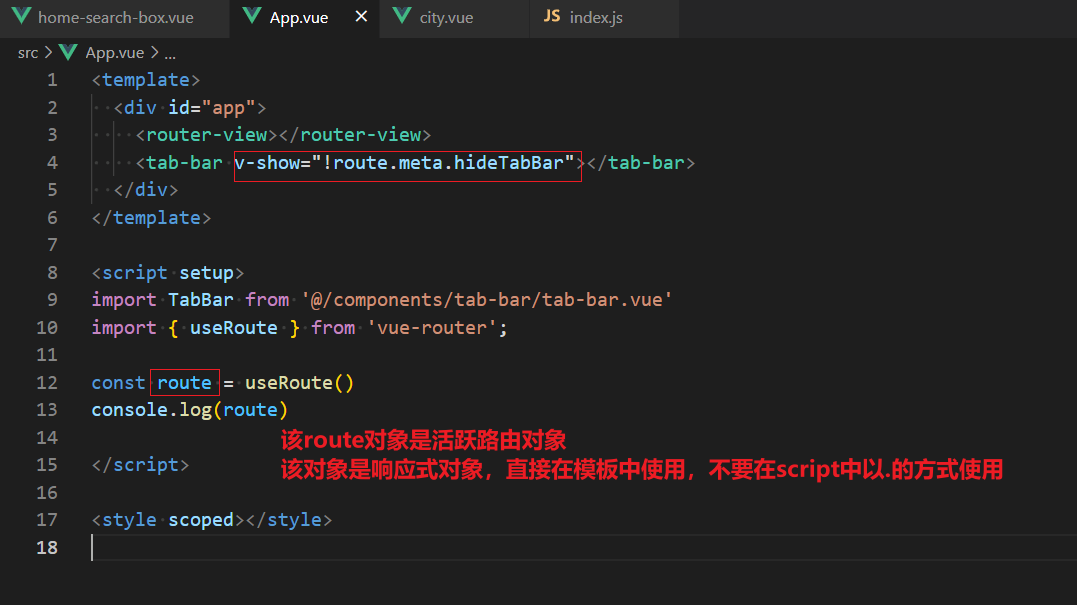 home-search-box.vue App.vue × city.vue JS index.js
src > App.vue > ...
1 <template>
2 <div id="app">
3 <router-view></router-view>
4 <tab-bar v-show="!route.meta.hideTabBar"></tab-bar>
5 </div>
6 </template>
7
8 <script setup>
9 import TabBar from '@/components/tab-bar/tab-bar.vue'
10 import { useRoute } from 'vue-router';
11
12 const route = useRoute()
13 console.log(route)
14 该route对象是活跃路由对象
15 </script> 该对象是响应式对象，直接在模板中使用，不要在script中以.的方式使用
16
17 <style scoped></style>
18